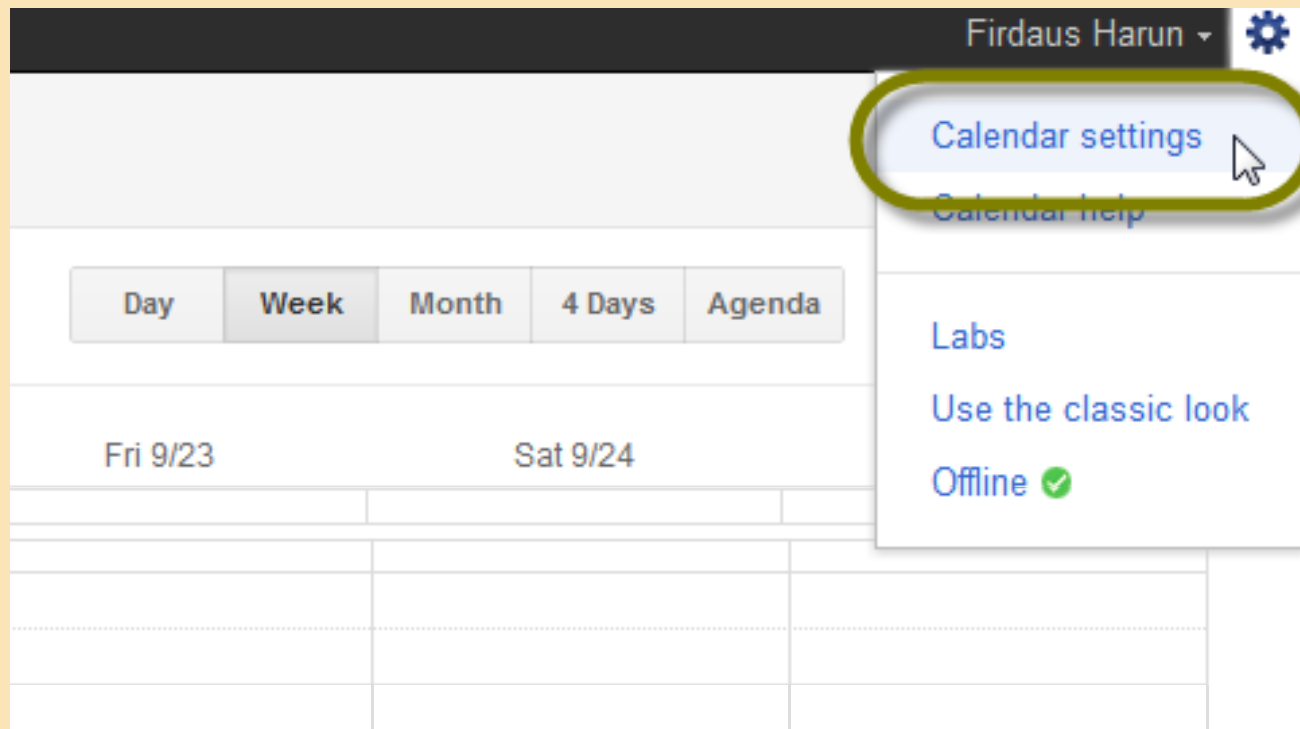 Firdaus Harun
Calendar settings
Calendar help
Day Week Month 4 Days Agenda
Labs
Use the classic look
Fri 9/23 Sat 9/24
Offline